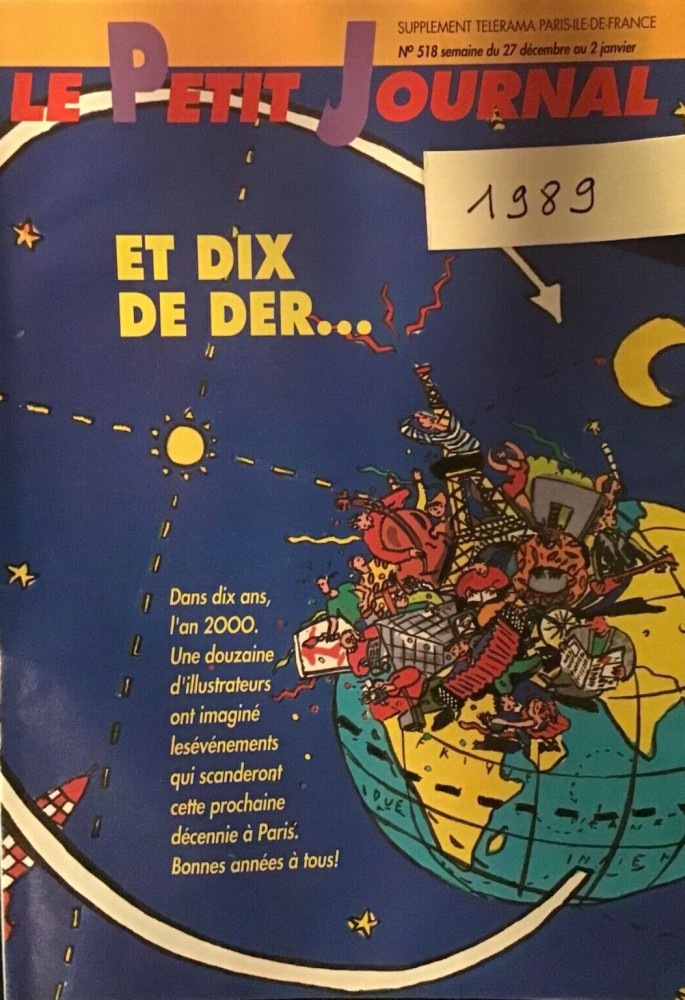 SUPPLEMENT TELERAMA PARIS-ILE-DE-FRANCE
N° 518 semaine du 27 décembre au 2 janvier
LE PETIT JOURNAL
1989
ET DIX
DE DER...
Dans dix ans,
l'an 2000.
Une douzaine
d'illustrateurs
ont imaginé
lesévénements
qui scanderont
cette prochaine
décennie à Paris.
Bonnes années à tous!
INDIEN